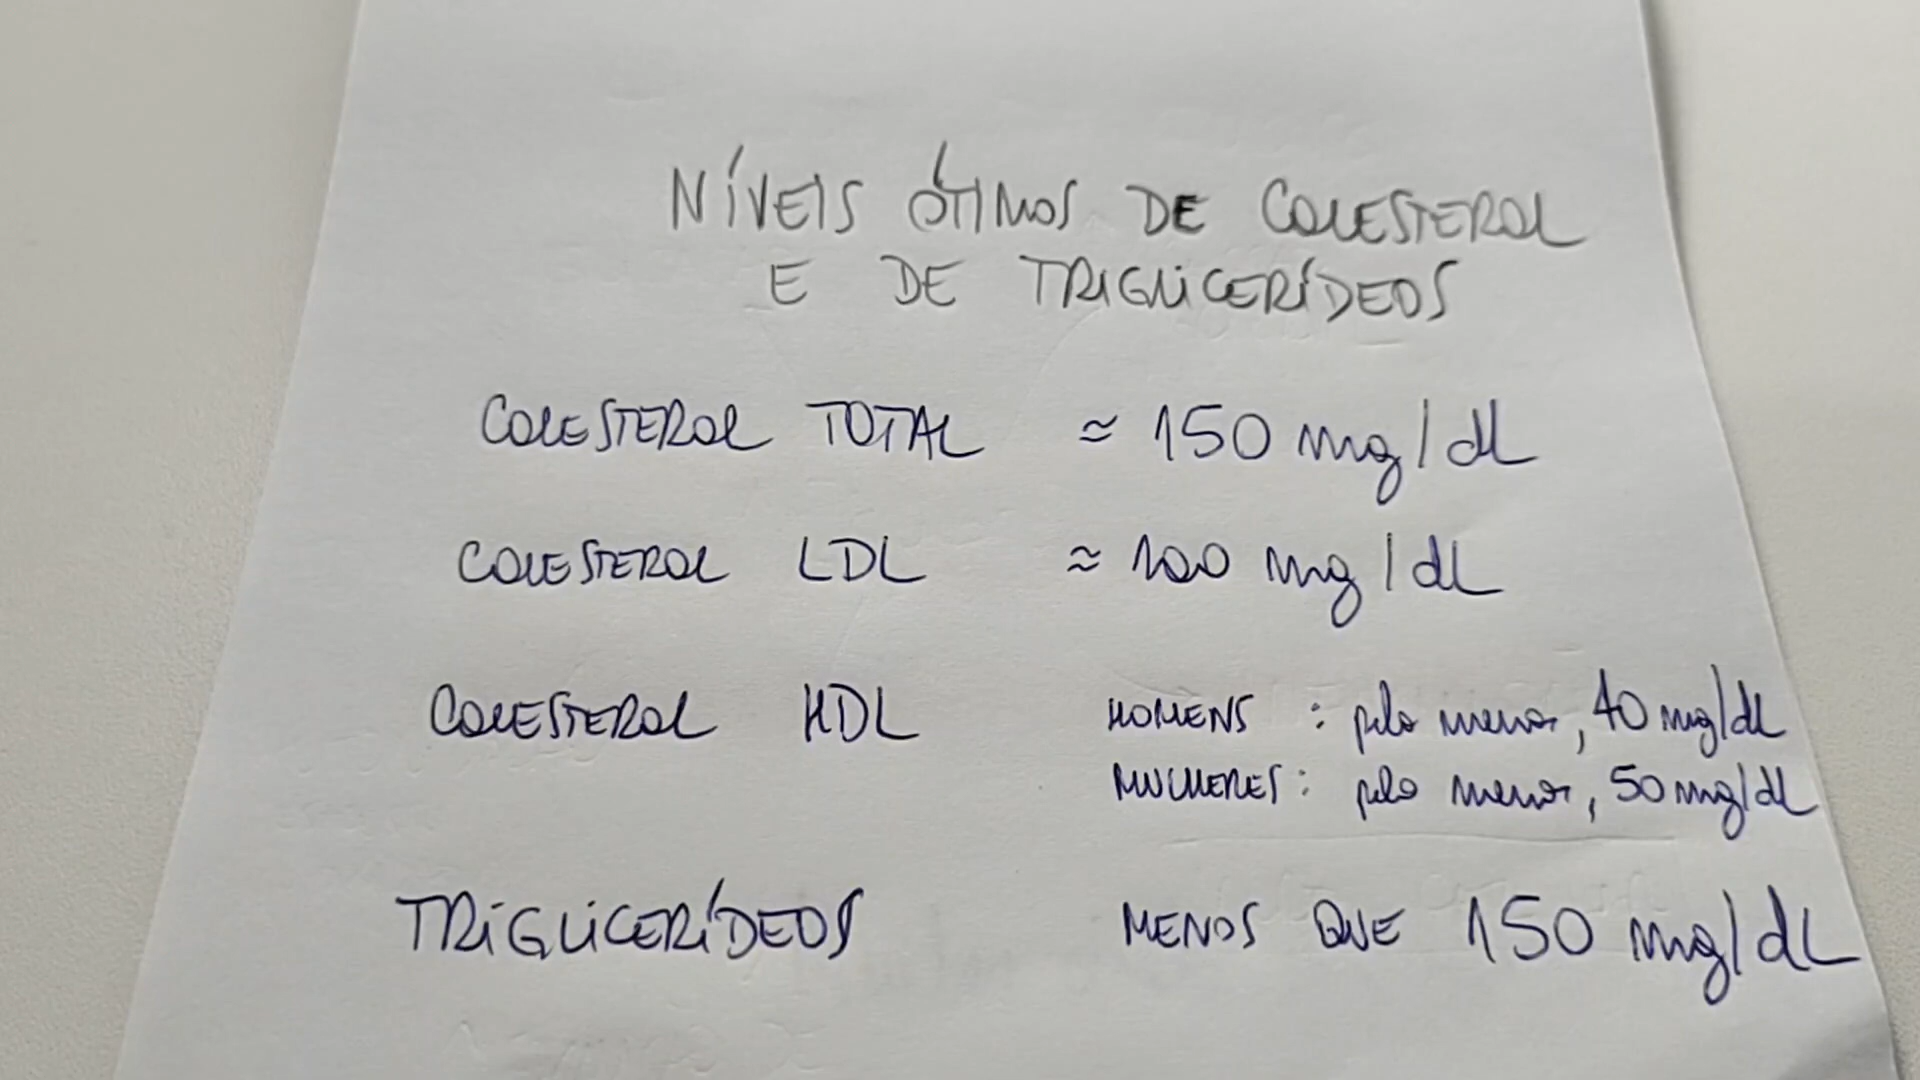 NÍVEIS ÓTIMOS DE COLESTEROL
E DE TRIGLICERÍDEOS
COLESTEROL TOTAL ≈ 150 mg/dL
COLESTEROL LDL ≈ 100 mg/dL
COLESTEROL HDL HOMENS : pelo menos, 40 mg/dL
MULHERES : pelo menos, 50 mg/dL
TRIGLICERÍDEOS MENOS QUE 150 mg/dL